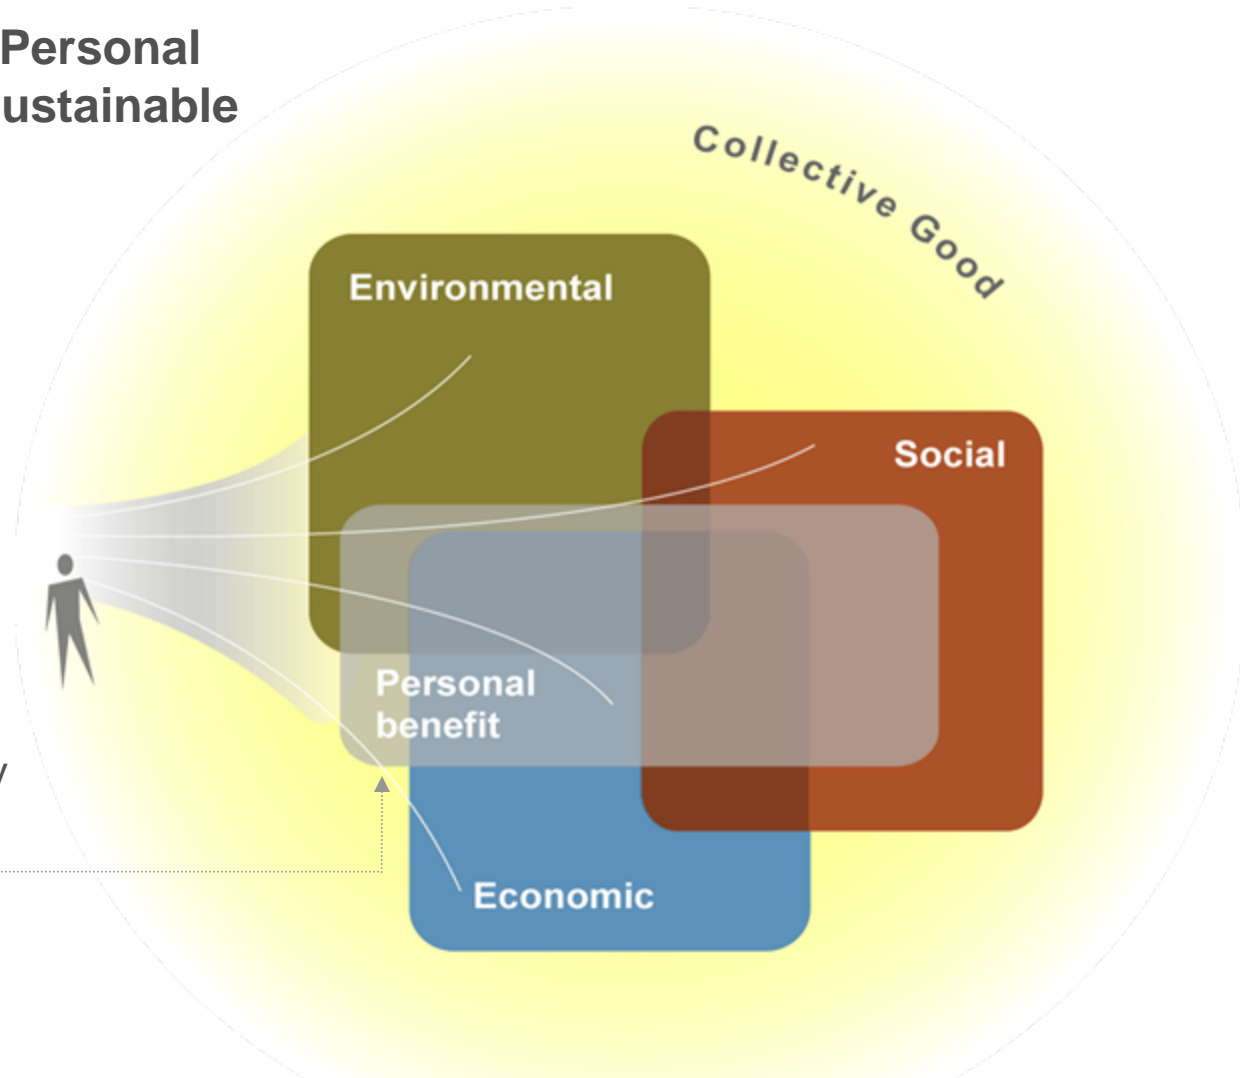 Personal
ustainable
Collective Good
Environmental
Social
Personal
benefit
y
Economic